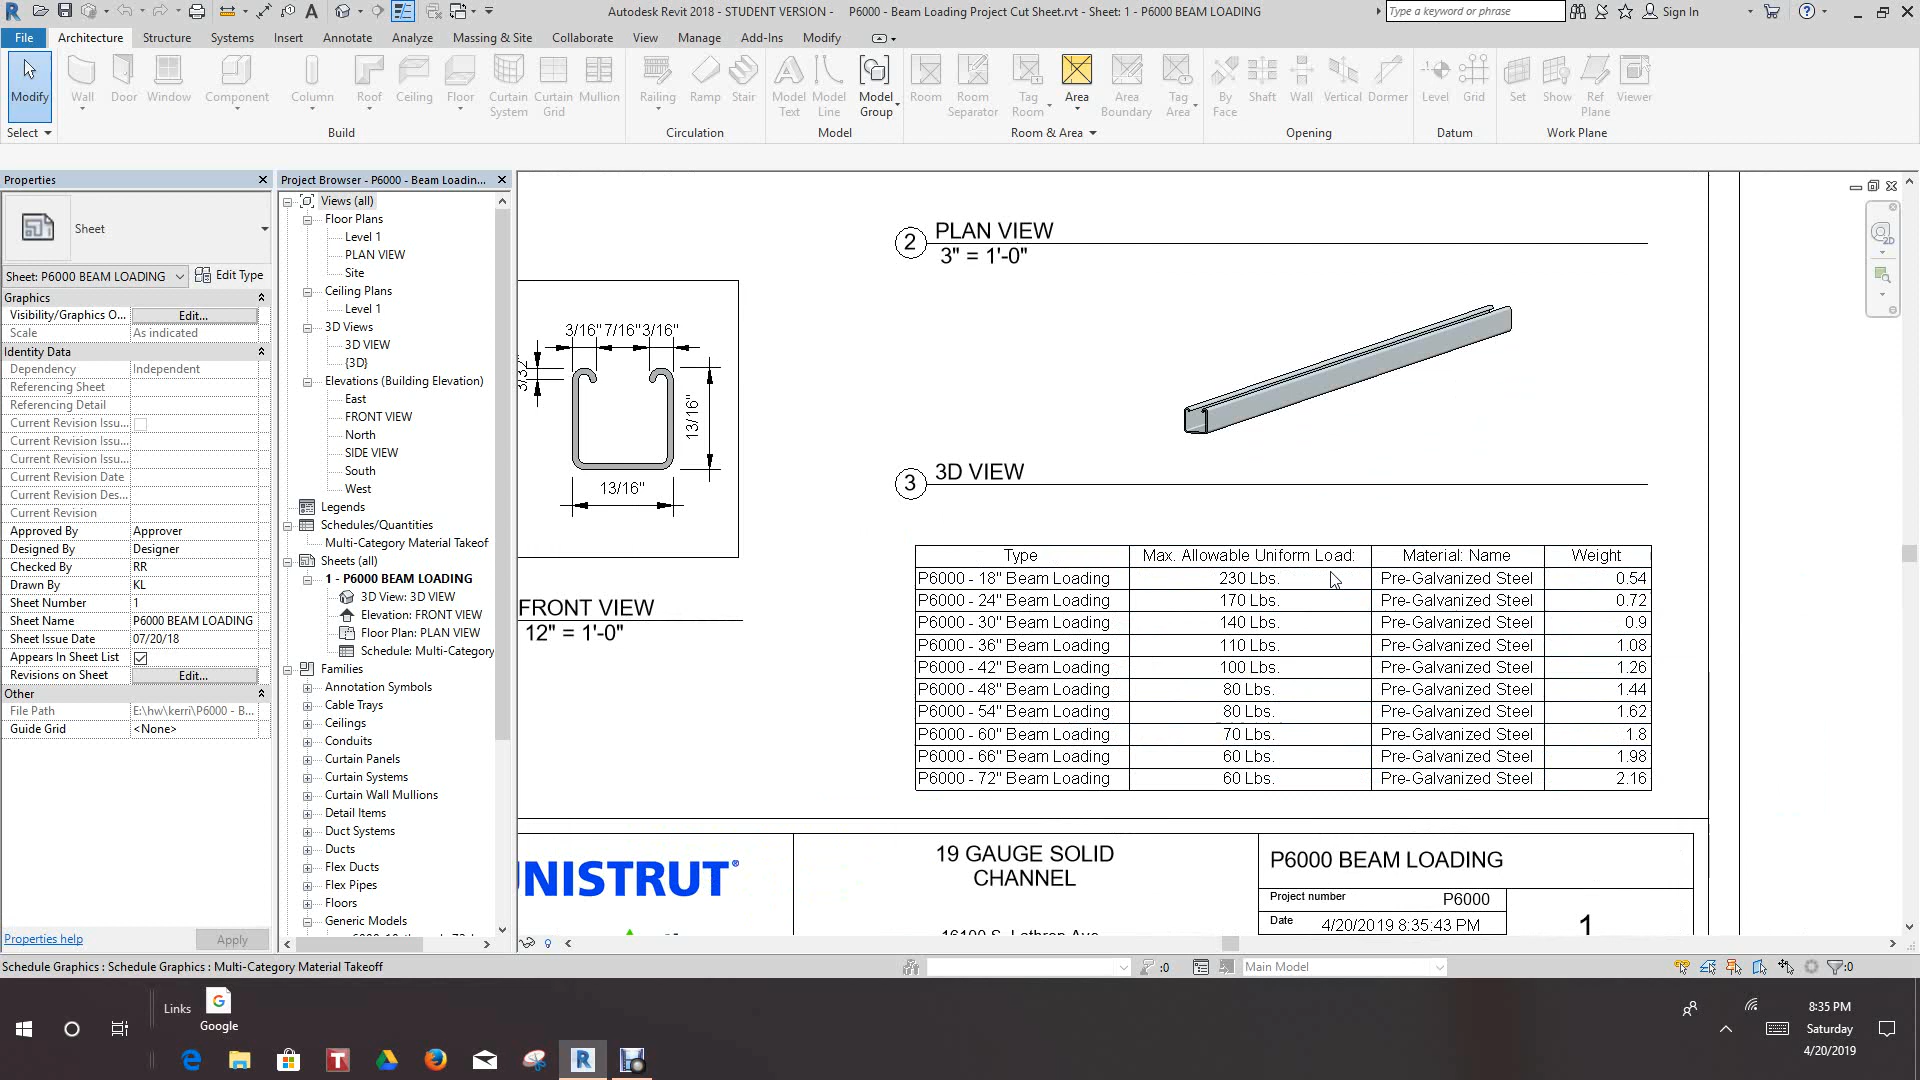 Autodesk Revit 2018 - STUDENT VERSION -    P6000 - Beam Loading Project Cut Sheet.rvt - Sheet: 1 - P6000 BEAM LOADING
Type a keyword or phrase
Sign In
File Architecture Structure Systems Insert Annotate Analyze Massing & Site Collaborate View Manage Add-Ins Modify
Modify Wall Door Window Component Column Roof Ceiling Floor Curtain System Curtain Grid Mullion Railing Ramp Stair Model Text Model Line Model Group Room Room Separator Tag Room Area Area Boundary Tag Area By Face Shaft Wall Vertical Dormer Level Grid Set Show Ref Plane Viewer
Select Build Circulation Model Room & Area Opening Datum Work Plane
Properties
Sheet
Sheet: P6000 BEAM LOADING Edit Type
Graphics
Visibility/Graphics O... Edit...
Scale As indicated
Identity Data
Dependency Independent
Referencing Sheet
Referencing Detail
Current Revision Issu...
Current Revision Issu...
Current Revision Issu...
Current Revision Date
Current Revision Des...
Current Revision
Approved By Approver
Designed By Designer
Checked By RR
Drawn By KL
Sheet Number 1
Sheet Name P6000 BEAM LOADING
Sheet Issue Date 07/20/18
Appears In Sheet List
Revisions on Sheet Edit...
Other
File Path E:\hw\kerri\P6000 - B...
Guide Grid <None>
Properties help Apply
Project Browser - P6000 - Beam Loadin...
Views (all)
Floor Plans
Level 1
PLAN VIEW
Site
Ceiling Plans
Level 1
3D Views
3D VIEW
{3D}
Elevations (Building Elevation)
East
FRONT VIEW
North
SIDE VIEW
South
West
Legends
Schedules/Quantities
Multi-Category Material Takeof
Sheets (all)
1 - P6000 BEAM LOADING
3D View: 3D VIEW
Elevation: FRONT VIEW
Floor Plan: PLAN VIEW
Schedule: Multi-Category
Families
Annotation Symbols
Cable Trays
Ceilings
Conduits
Curtain Panels
Curtain Systems
Curtain Wall Mullions
Detail Items
Duct Systems
Ducts
Flex Ducts
Flex Pipes
Floors
Generic Models
2 PLAN VIEW
3" = 1'-0"
3/16" 7/16" 3/16"
13/16"
13/16"
FRONT VIEW
12" = 1'-0"
3 3D VIEW
Type Max. Allowable Uniform Load: Material: Name Weight
P6000 - 18" Beam Loading 230 Lbs. Pre-Galvanized Steel 0.54
P6000 - 24" Beam Loading 170 Lbs. Pre-Galvanized Steel 0.72
P6000 - 30" Beam Loading 140 Lbs. Pre-Galvanized Steel 0.9
P6000 - 36" Beam Loading 110 Lbs. Pre-Galvanized Steel 1.08
P6000 - 42" Beam Loading 100 Lbs. Pre-Galvanized Steel 1.26
P6000 - 48" Beam Loading 80 Lbs. Pre-Galvanized Steel 1.44
P6000 - 54" Beam Loading 80 Lbs. Pre-Galvanized Steel 1.62
P6000 - 60" Beam Loading 70 Lbs. Pre-Galvanized Steel 1.8
P6000 - 66" Beam Loading 60 Lbs. Pre-Galvanized Steel 1.98
P6000 - 72" Beam Loading 60 Lbs. Pre-Galvanized Steel 2.16
NISTRUT®
19 GAUGE SOLID
CHANNEL
P6000 BEAM LOADING
Project number P6000
Date 4/20/2019 8:35:43 PM
1
Schedule Graphics : Schedule Graphics : Multi-Category Material Takeoff
:0
Main Model
:0
Links
Google
8:35 PM
Saturday
4/20/2019